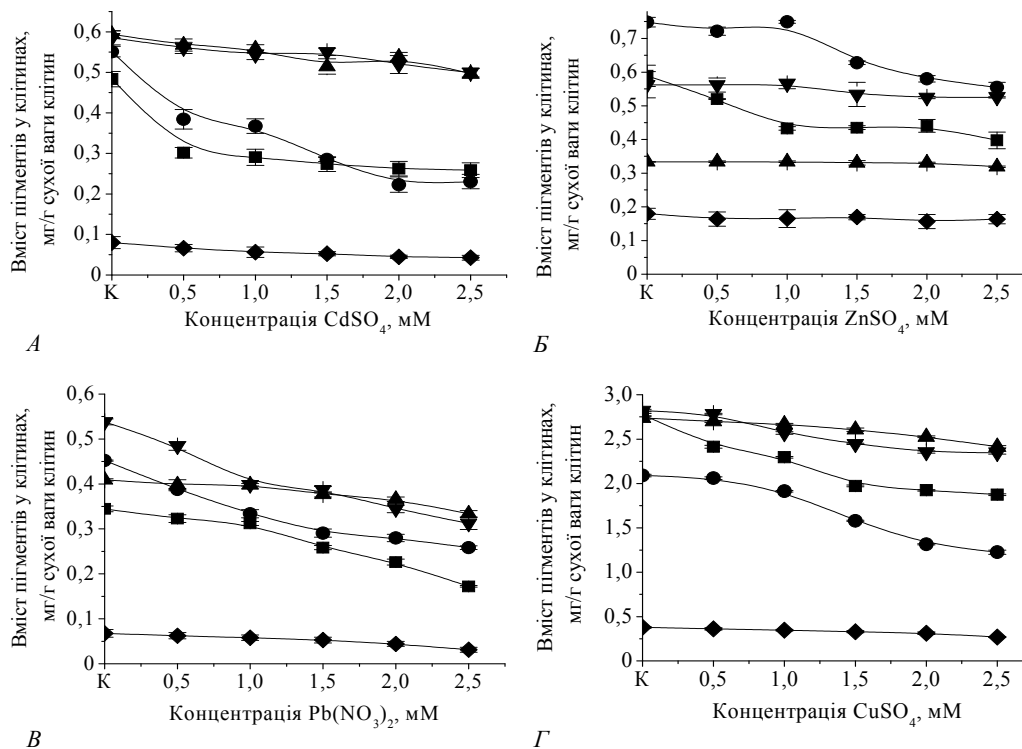 Вміст пігментів у клітинах,
мг/г сухої ваги клітин
0,6
0,5
0,4
0,3
0,2
0,1
0
К 0,5 1,0 1,5 2,0 2,5
Концентрація CdSO₄, мМ
А
Вміст пігментів у клітинах,
мг/г сухої ваги клітин
0,7
0,6
0,5
0,4
0,3
0,2
0,1
0
К 0,5 1,0 1,5 2,0 2,5
Концентрація ZnSO₄, мМ
Б
Вміст пігментів у клітинах,
мг/г сухої ваги клітин
0,6
0,5
0,4
0,3
0,2
0,1
0
К 0,5 1,0 1,5 2,0 2,5
Концентрація Pb(NO₃)₂, мМ
В
Вміст пігментів у клітинах,
мг/г сухої ваги клітин
3,0
2,5
2,0
1,5
1,0
0,5
0
К 0,5 1,0 1,5 2,0 2,5
Концентрація CuSO₄, мМ
Г